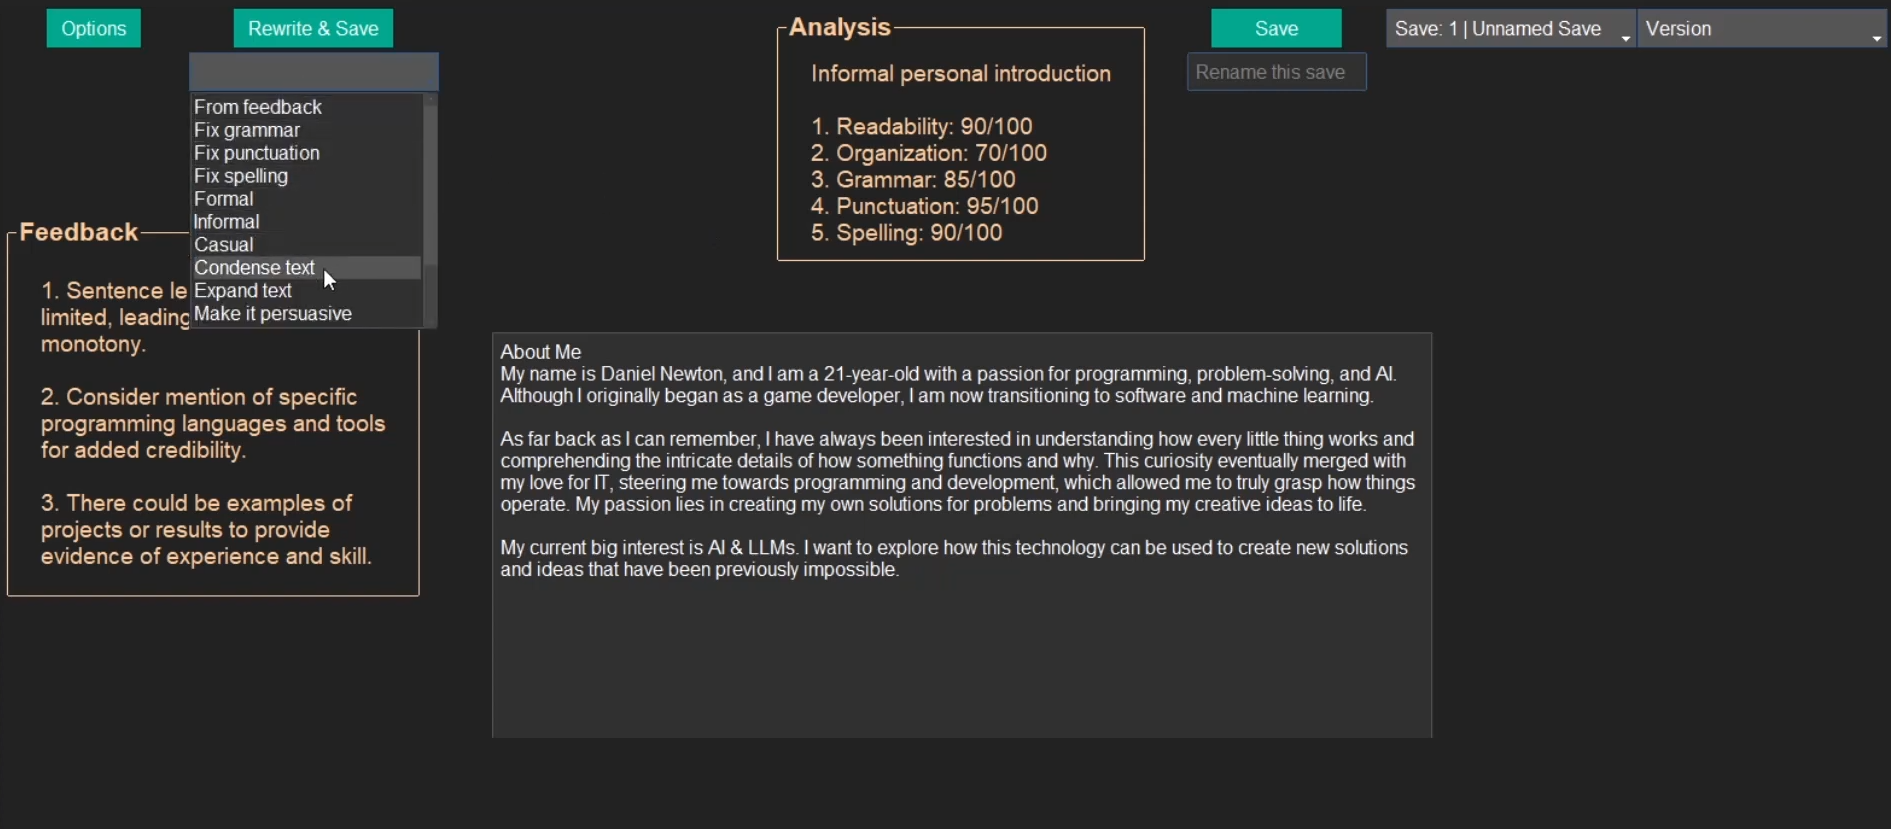 Options
Rewrite & Save
From feedback
Fix grammar
Fix punctuation
Fix spelling
Formal
Informal
Casual
Condense text
Expand text
Make it persuasive
Feedback
1. Sentence
limited, leading
monotony.
2. Consider mention of specific
programming languages and tools
for added credibility.
3. There could be examples of
projects or results to provide
evidence of experience and skill.
Analysis
Informal personal introduction
1. Readability: 90/100
2. Organization: 70/100
3. Grammar: 85/100
4. Punctuation: 95/100
5. Spelling: 90/100
Save
Rename this save
Save: 1 | Unnamed Save
Version
About Me
My name is Daniel Newton, and I am a 21-year-old with a passion for programming, problem-solving, and AI.
Although I originally began as a game developer, I am now transitioning to software and machine learning.
As far back as I can remember, I have always been interested in understanding how every little thing works and
comprehending the intricate details of how something functions and why. This curiosity eventually merged with
my love for IT, steering me towards programming and development, which allowed me to truly grasp how things
operate. My passion lies in creating my own solutions for problems and bringing my creative ideas to life.
My current big interest is AI & LLMs. I want to explore how this technology can be used to create new solutions
and ideas that have been previously impossible.